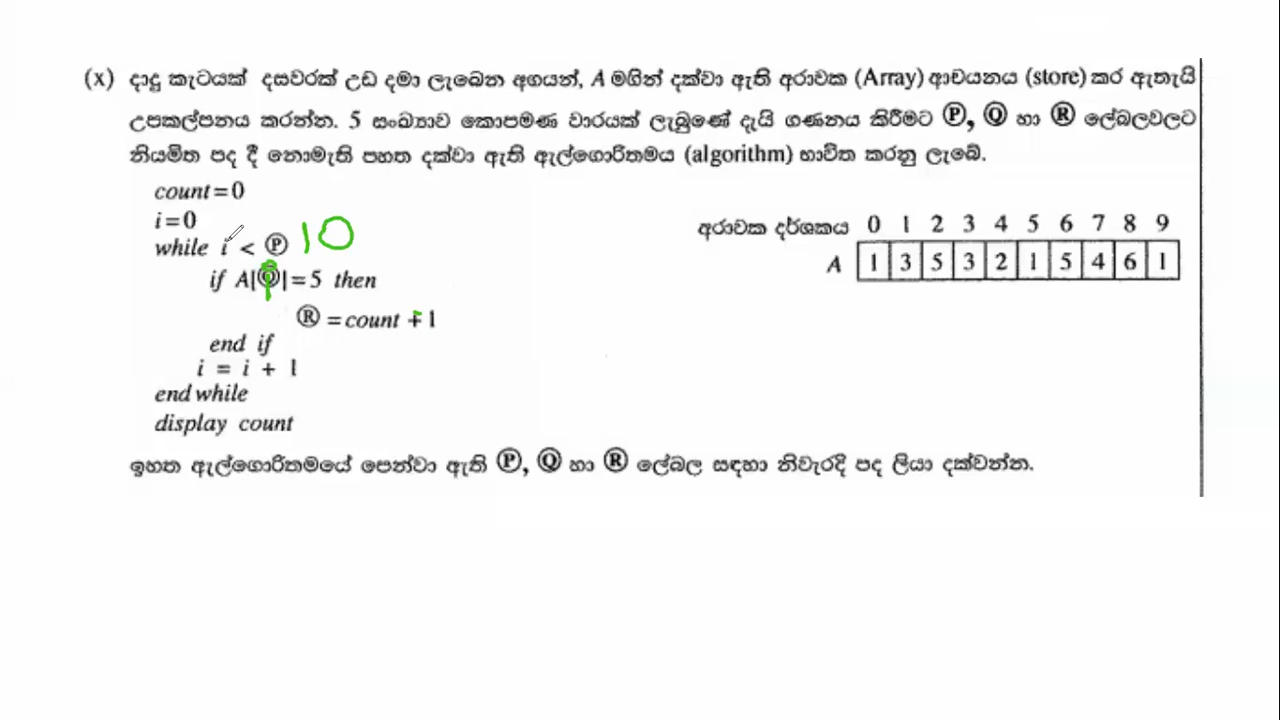 (x) දාදු කැටයක් දසවරක් උඩ දමා ලැබෙන අගයන්, A මගින් දක්වා ඇති අරාවක (Array) ආචයනය (store) කර ඇතැයි
උපකල්පනය කරන්න. 5 සංඛ්‍යාව කොපමණ වාරයක් ලැබුණේ දැයි ගණනය කිරීමට Ⓟ, Ⓠ හා Ⓡ ලේබලවලට
නියමිත පද දී නොමැති පහත දක්වා ඇති ඇල්ගොරිතමය (algorithm) භාවිත කරනු ලැබේ.
count=0
i=0
while i < Ⓟ 10
if A[Ⓠ]=5 then
Ⓡ =count +1
end if
i = i + 1
end while
display count
අරාවක දර්ශකය 0 1 2 3 4 5 6 7 8 9
A 1 3 5 3 2 1 5 4 6 1
ඉහත ඇල්ගොරිතමයේ පෙන්වා ඇති Ⓟ, Ⓠ හා Ⓡ ලේබල සඳහා නිවැරදි පද ලියා දක්වන්න.